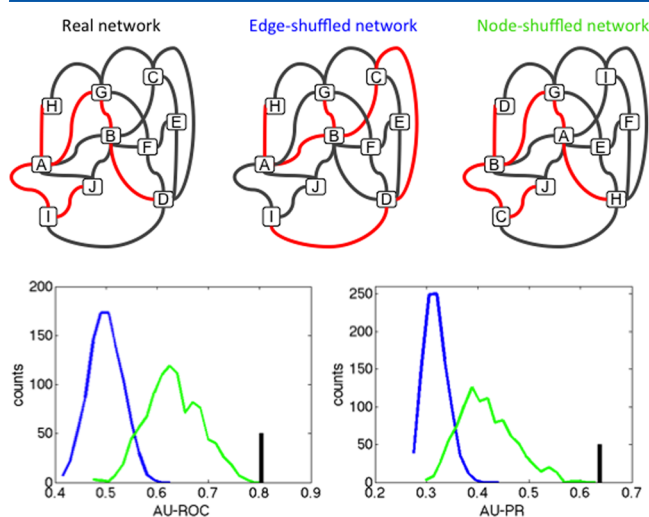 Real network Edge-shuffled network Node-shuffled network
C C I
H G H G D G
B E B E A F
A F A F B E
J J J
I D I D C H
200 250
150 200
150
100
100
50 50
0 0
0.4 0.5 0.6 0.7 0.8 0.9 0.2 0.3 0.4 0.5 0.6 0.7
counts counts
AU-ROC AU-PR